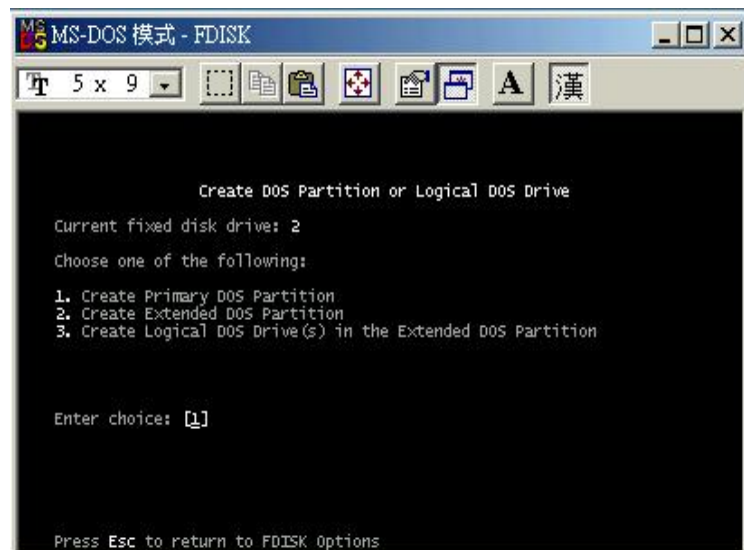 MS-DOS 模式 - FDISK
5 x 9
A 漢
Create DOS Partition or Logical DOS Drive
Current fixed disk drive: 2
Choose one of the following:
1. Create Primary DOS Partition
2. Create Extended DOS Partition
3. Create Logical DOS Drive(s) in the Extended DOS Partition
Enter choice: [1]
Press Esc to return to FDISK Options